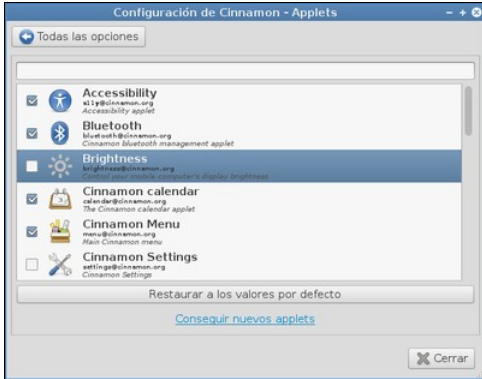 Configuración de Cinnamon - Applets
Todas las opciones
Accessibility
a11y@cinnamon.org
Accessibility applet
Bluetooth
bluetooth@cinnamon.org
Cinnamon bluetooth management applet
Brightness
brightness@cinnamon.org
Control your mobile computer's display brightness
Cinnamon calendar
calendar@cinnamon.org
The Cinnamon calendar applet
Cinnamon Menu
menu@cinnamon.org
Main Cinnamon menu
Cinnamon Settings
settings@cinnamon.org
Cinnamon Settings
Restaurar a los valores por defecto
Conseguir nuevos applets
Cerrar